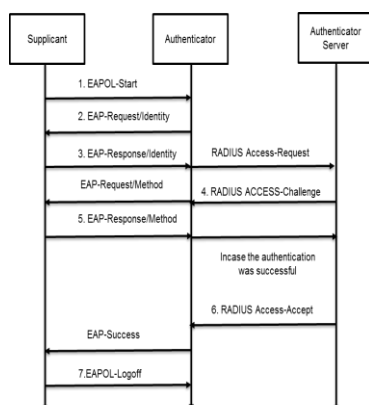 Supplicant
Authenticator
Authenticator
Server
1. EAPOL-Start
2. EAP-Request/Identity
3. EAP-Response/Identity
RADIUS Access-Request
EAP-Request/Method
4. RADIUS ACCESS-Challenge
5. EAP-Response/Method
Incase the authentication
was successful
6. RADIUS Access-Accept
EAP-Success
7.EAPOL-Logoff